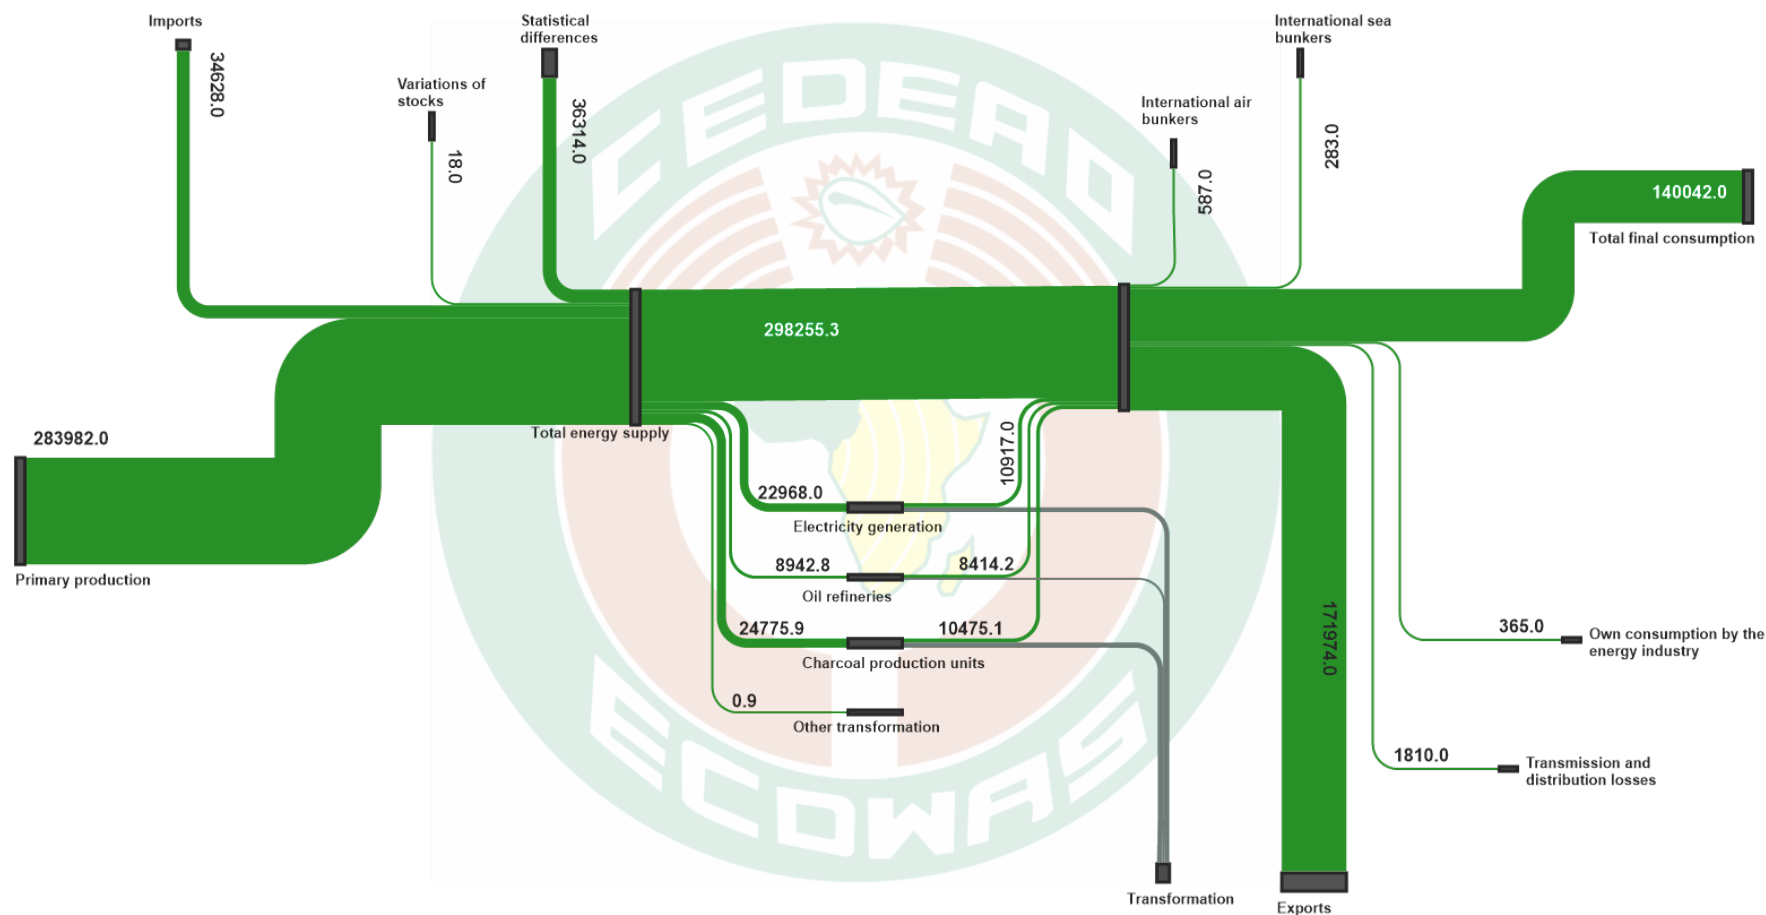 Imports
34628.0
Variations of
stocks
18.0
Statistical
differences
36314.0
International air
bunkers
587.0
International sea
bunkers
283.0
140042.0
Total final consumption
298255.3
283982.0
Primary production
Total energy supply
22968.0
10917.0
Electricity generation
8942.8
8414.2
Oil refineries
24775.9
10475.1
Charcoal production units
0.9
Other transformation
Transformation
171974.0
Exports
365.0
Own consumption by the
energy industry
1810.0
Transmission and
distribution losses
CEDEAO
ECOWAS